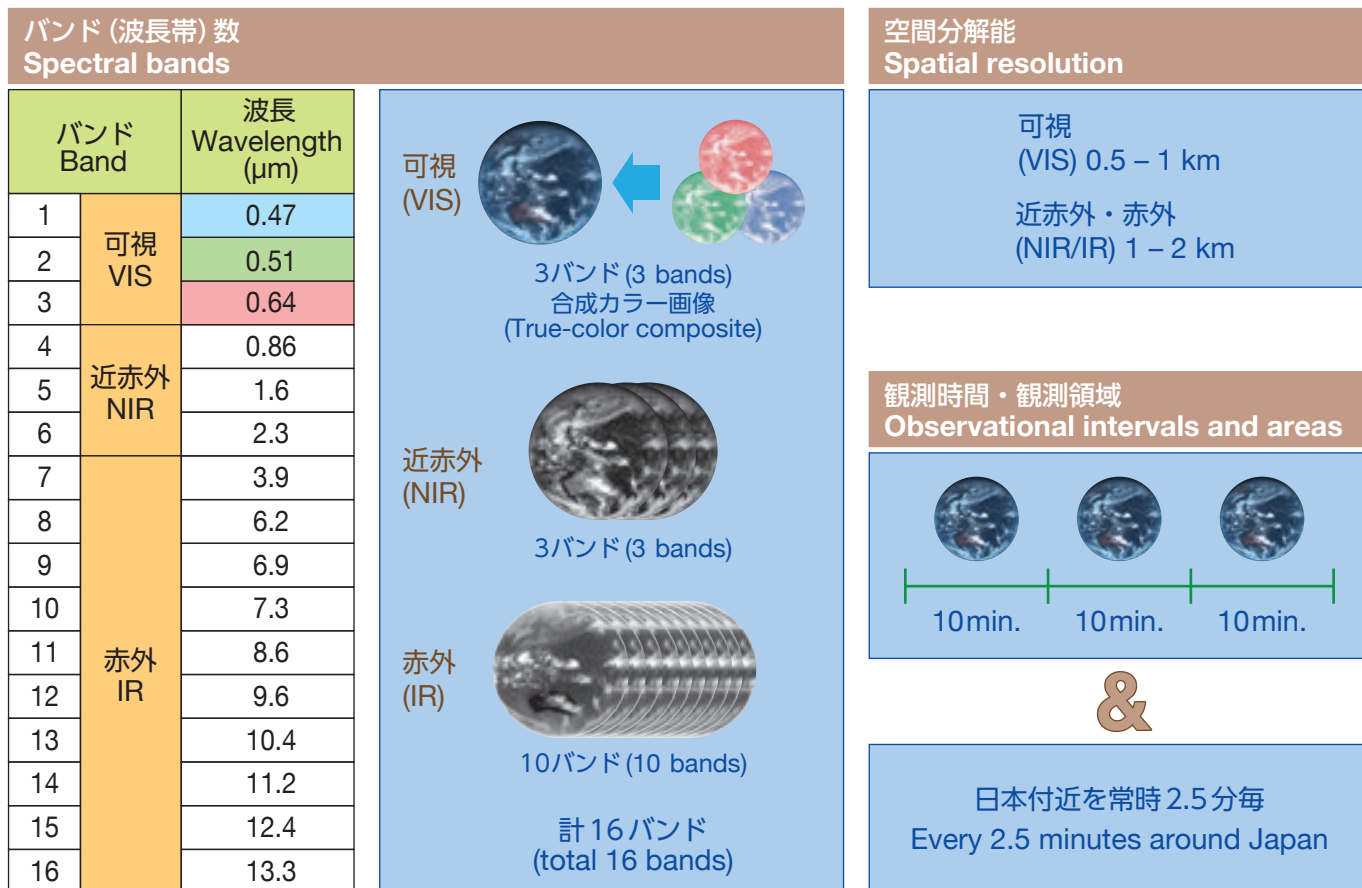 バンド(波長帯)数
Spectral bands
バンド
Band
波長
Wavelength
(µm)
可視
VIS
近赤外
NIR
赤外
IR
1 0.47
2 0.51
3 0.64
4 0.86
5 1.6
6 2.3
7 3.9
8 6.2
9 6.9
10 7.3
11 8.6
12 9.6
13 10.4
14 11.2
15 12.4
16 13.3
可視
(VIS)
3バンド(3 bands)
合成カラー画像
(True-color composite)
近赤外
(NIR)
3バンド(3 bands)
赤外
(IR)
10バンド(10 bands)
計16バンド
(total 16 bands)
空間分解能
Spatial resolution
可視
(VIS) 0.5 – 1 km
近赤外・赤外
(NIR/IR) 1 – 2 km
観測時間・観測領域
Observational intervals and areas
10min. 10min. 10min.
&
日本付近を常時2.5分毎
Every 2.5 minutes around Japan